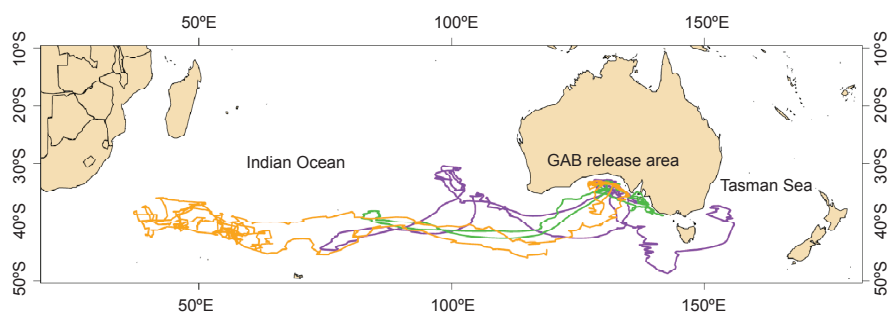 50ºE 100ºE 150ºE
10ºS 10ºS
20ºS 20ºS
30ºS 30ºS
40ºS 40ºS
50ºS 50ºS
Indian Ocean
GAB release area
Tasman Sea
50ºE 100ºE 150ºE